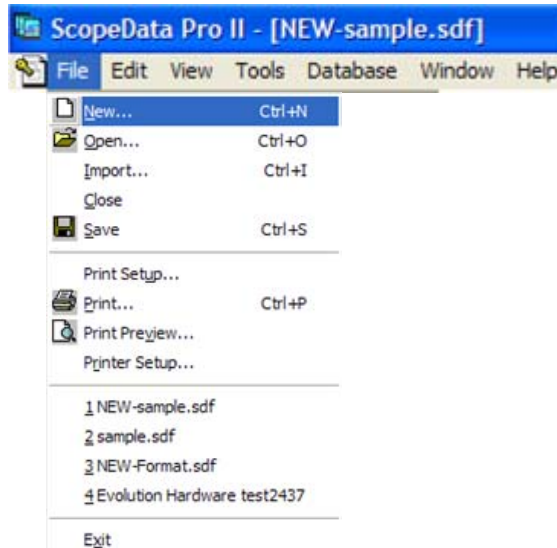 ScopeData Pro II - [NEW-sample.sdf]
File Edit View Tools Database Window Help
New... Ctrl+N
Open... Ctrl+O
Import... Ctrl+I
Close
Save Ctrl+S
Print Setup...
Print... Ctrl+P
Print Preview...
Printer Setup...
1 NEW-sample.sdf
2 sample.sdf
3 NEW-Format.sdf
4 Evolution Hardware test2437
Exit